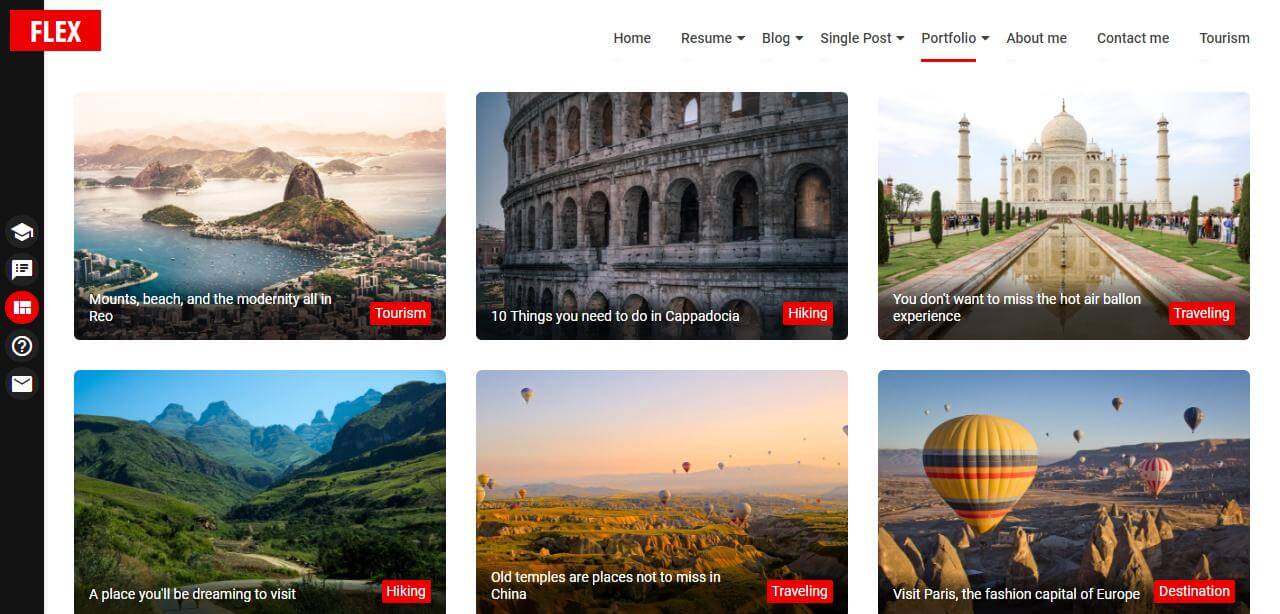 FLEX
Home Resume Blog Single Post Portfolio About me Contact me Tourism
Mounts, beach, and the modernity all in
Reo
Tourism
10 Things you need to do in Cappadocia
Hiking
You don't want to miss the hot air ballon
experience
Traveling
A place you'll be dreaming to visit
Hiking
Old temples are places not to miss in
China
Traveling
Visit Paris, the fashion capital of Europe
Destination